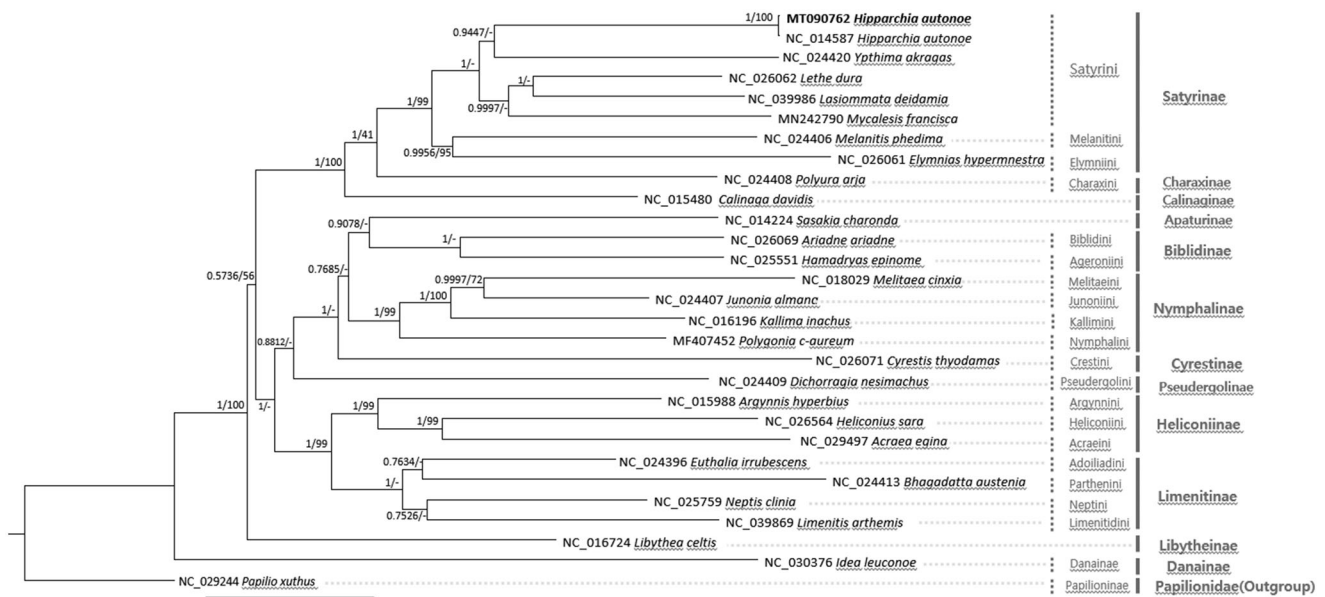 1/100
MT090762 Hipparchia autonoe
0.9447/-
NC_014587 Hipparchia autonoe
NC_024420 Ypthima akragas
1/-
1/-
NC_026062 Lethe dura
Satyrini
0.9997/-
NC_039986 Lasiommata deidamia
Satyrinae
1/99
MN242790 Mycalesis francisca
1/41
NC_024406 Melanitis phedima
Melanitini
0.9956/95
1/100
NC_026061 Elymnias hypermnestra
Elymniini
NC_024408 Polyura arja
Charaxini
Charaxinae
NC_015480 Calinaga davidis
Calinaginae
0.9078/-
NC_014224 Sasakia charonda
Apaturinae
1/-
NC_026069 Ariadne ariadne
Biblidini
Biblidinae
NC_025551 Hamadryas epinome
Ageroniini
0.5736/56
0.7685/-
0.9997/72
NC_018029 Melitaea cinxia
Melitaeini
1/100
NC_024407 Junonia almanc
Junoniini
Nymphalinae
1/-
1/99
NC_016196 Kallima inachus
Kallimini
0.8812/-
MF407452 Polygonia c-aureum
Nymphalini
NC_026071 Cyrestis thyodamas
Crestini
Cyrestinae
NC_024409 Dichorragia nesimachus
Pseudergolini
Pseudergolinae
1/100
1/-
1/99
NC_015988 Argynnis hyperbius
Argynnini
1/99
NC_026564 Heliconius sara
Heliconiini
Heliconiinae
1/99
NC_029497 Acraea egina
Acraeini
0.7634/-
NC_024396 Euthalia irrubescens
Adoiliadini
1/-
NC_024413 Bhagadatta austenia
Parthenini
Limenitinae
NC_025759 Neptis clinia
Neptini
0.7526/-
NC_039869 Limenitis arthemis
Limenitidini
NC_016724 Libythea celtis
Libytheinae
NC_030376 Idea leuconoe
Danainae
Danainae
NC_029244 Papilio xuthus
Papilioninae
Papilionidae(Outgroup)